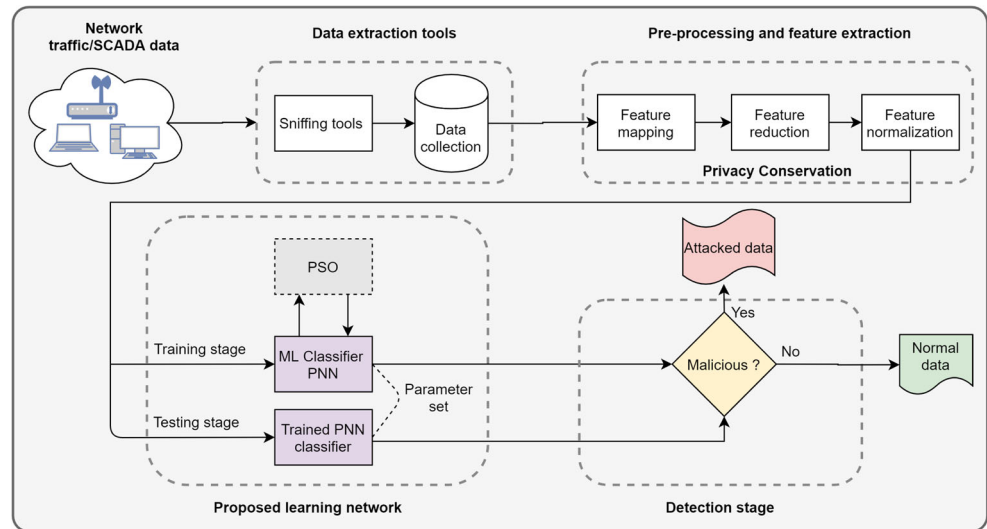 Network
traffic/SCADA data
Data extraction tools
Pre-processing and feature extraction
Sniffing tools
Data
collection
Feature
mapping
Feature
reduction
Feature
normalization
Privacy Conservation
PSO
Attacked data
Training stage
ML Classifier
PNN
Parameter
set
Testing stage
Trained PNN
classifier
Yes
Malicious ?
No
Normal
data
Proposed learning network
Detection stage